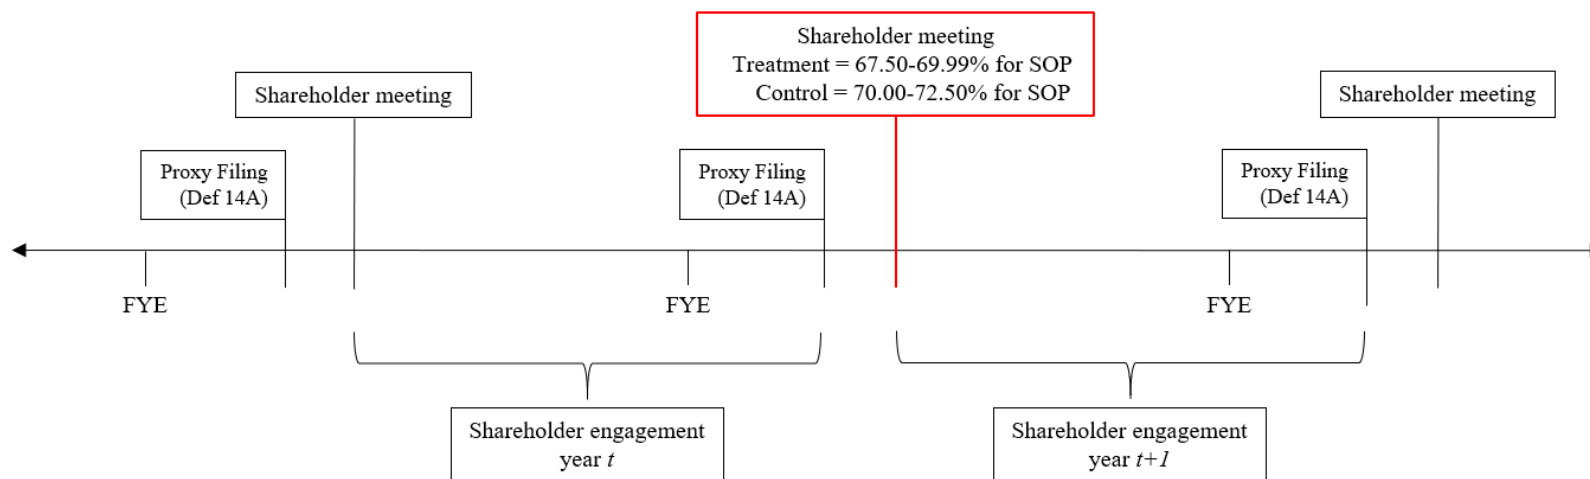 Shareholder meeting
Treatment = 67.50-69.99% for SOP
Control = 70.00-72.50% for SOP
Shareholder meeting
Shareholder meeting
Proxy Filing
(Def 14A)
Proxy Filing
(Def 14A)
Proxy Filing
(Def 14A)
FYE
FYE
FYE
Shareholder engagement
year t
Shareholder engagement
year t+1